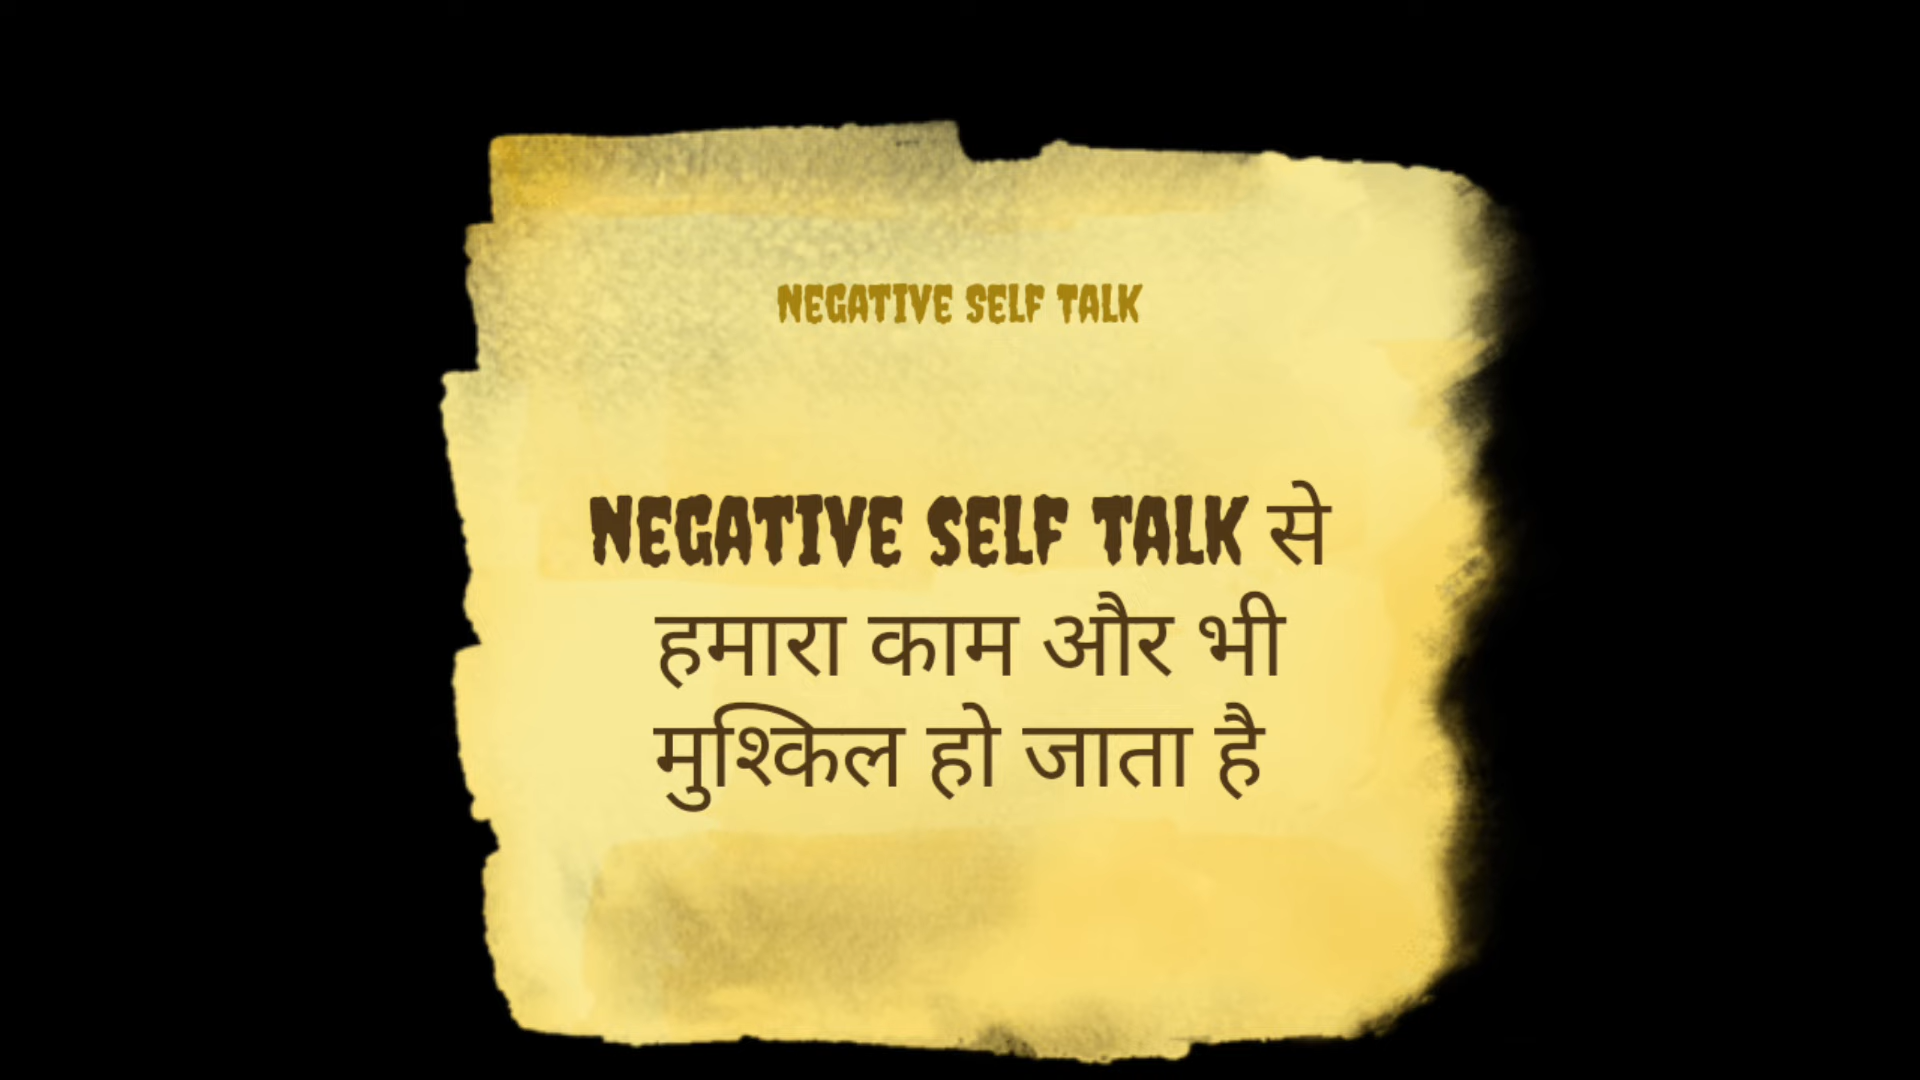 NEGATIVE SELF TALK
NEGATIVE SELF TALK से
हमारा काम और भी
मुश्किल हो जाता है